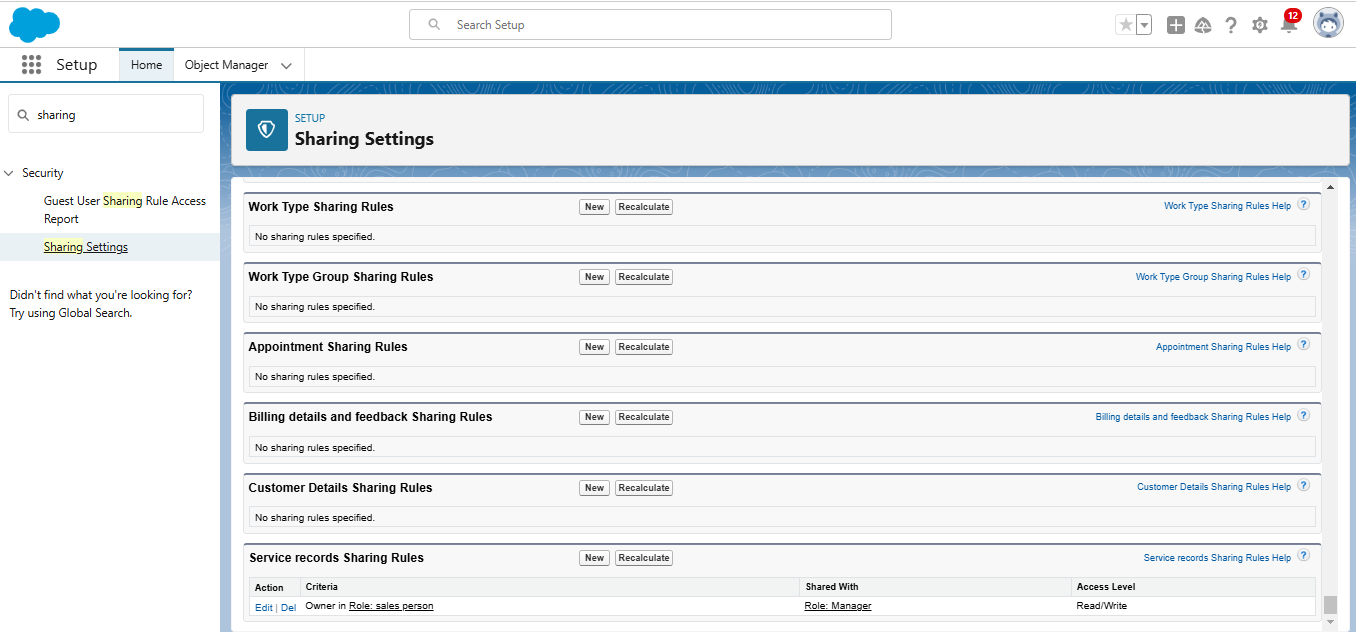 Search Setup
12
Setup
Home
Object Manager
sharing
SETUP
Sharing Settings
Security
Guest User Sharing Rule Access
Report
Sharing Settings
Didn't find what you're looking for?
Try using Global Search.
Work Type Sharing Rules New Recalculate Work Type Sharing Rules Help ?
No sharing rules specified.
Work Type Group Sharing Rules New Recalculate Work Type Group Sharing Rules Help ?
No sharing rules specified.
Appointment Sharing Rules New Recalculate Appointment Sharing Rules Help ?
No sharing rules specified.
Billing details and feedback Sharing Rules New Recalculate Billing details and feedback Sharing Rules Help ?
No sharing rules specified.
Customer Details Sharing Rules New Recalculate Customer Details Sharing Rules Help ?
No sharing rules specified.
Service records Sharing Rules New Recalculate Service records Sharing Rules Help ?
Action Criteria Shared With Access Level
Edit | Del Owner in Role: sales person Role: Manager Read/Write